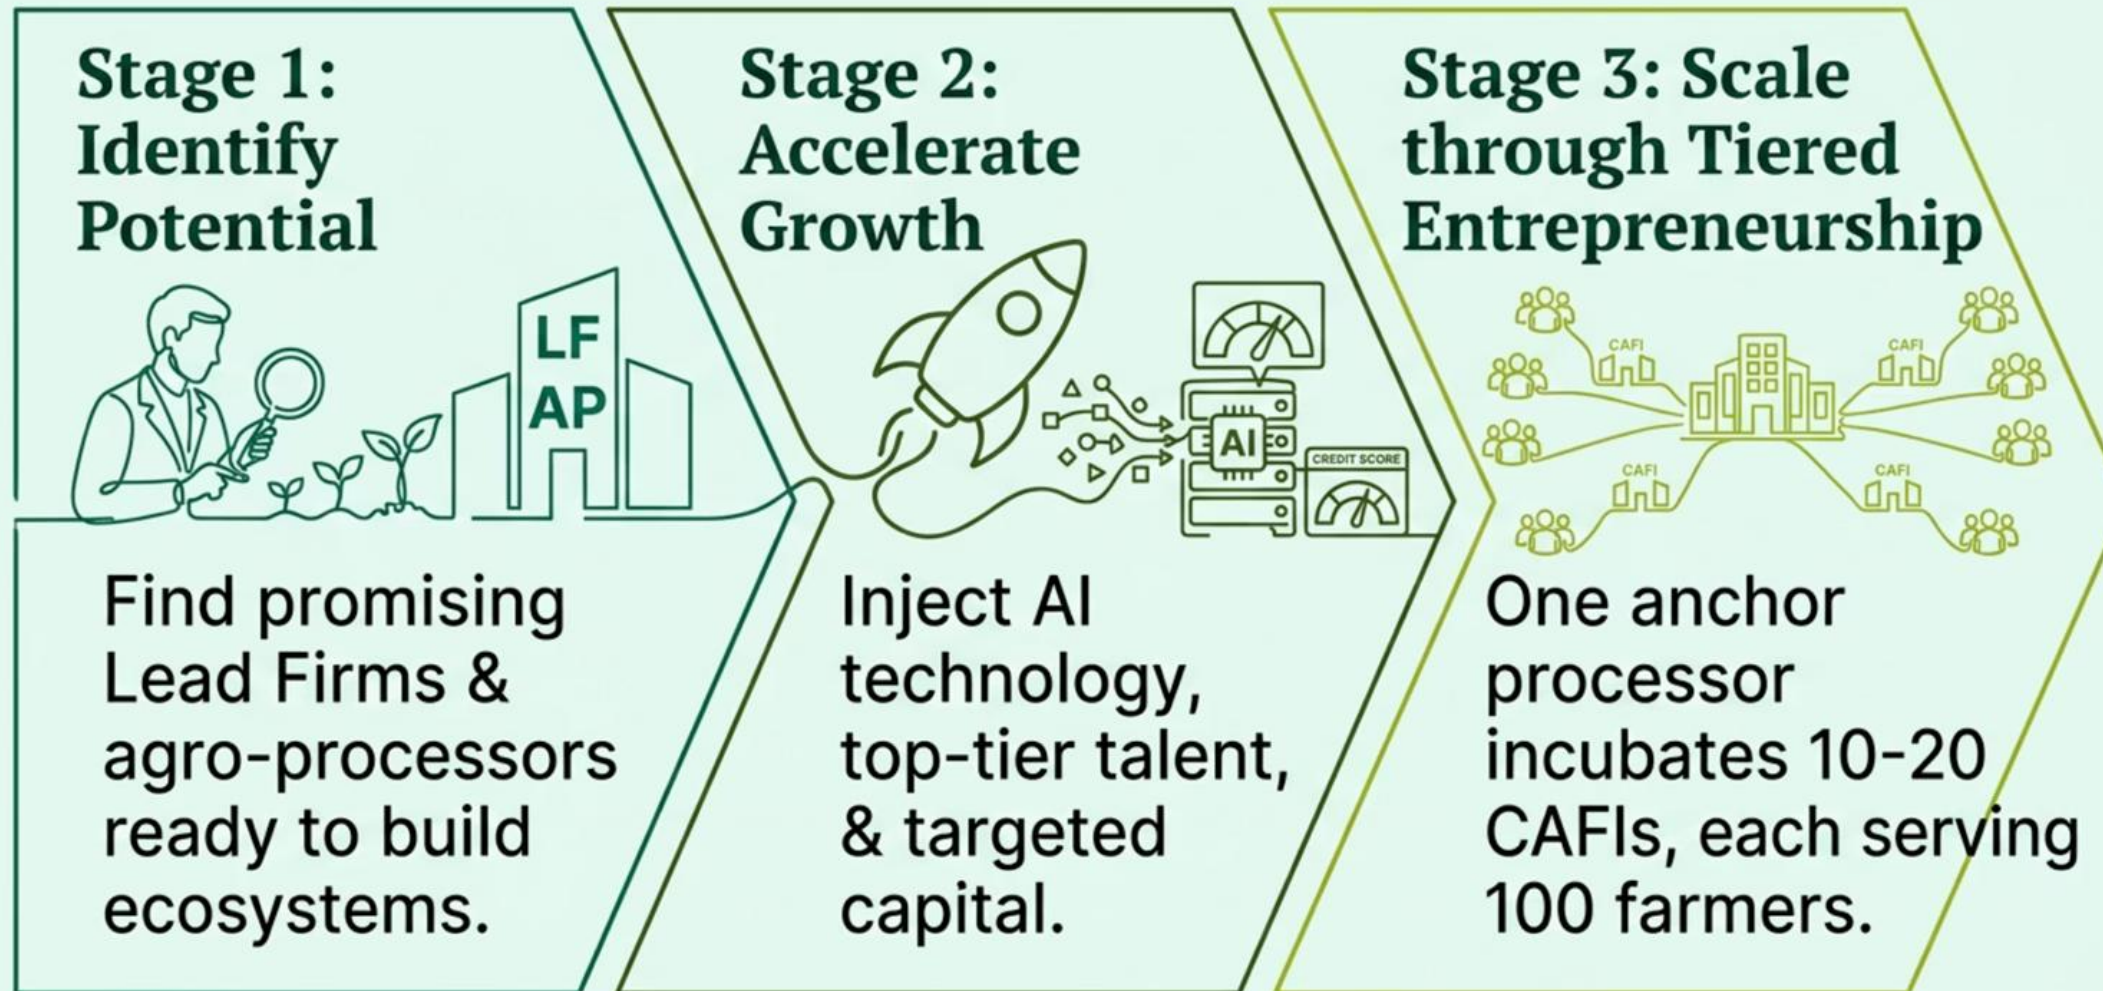 Stage 1:
Identify
Potential
LF
AP
Find promising
Lead Firms &
agro-processors
ready to build
ecosystems.
Stage 2:
Accelerate
Growth
AI
CREDIT SCORE
Inject AI
technology,
top-tier talent,
& targeted
capital.
Stage 3: Scale
through Tiered
Entrepreneurship
CAFI
CAFI
CAFI
CAFI
One anchor
processor
incubates 10-20
CAFIs, each serving
100 farmers.